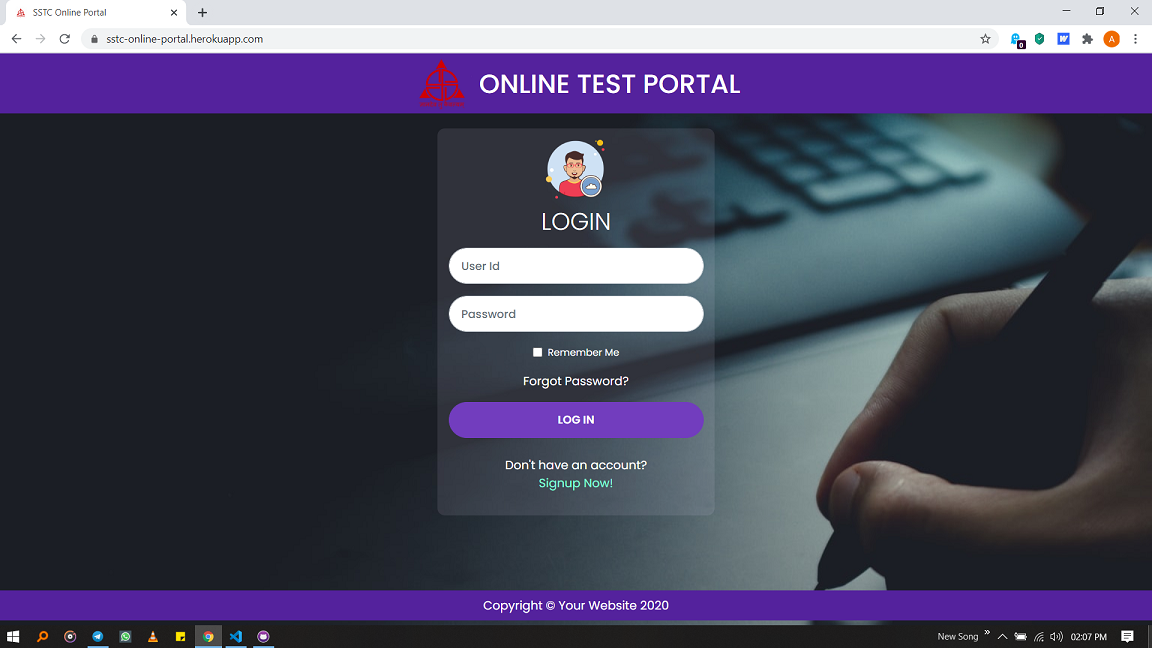 SSTC Online Portal
sstc-online-portal.herokuapp.com
0
A
ONLINE TEST PORTAL
LOGIN
User Id
Password
Remember Me
Forgot Password?
LOG IN
Don't have an account?
Signup Now!
Copyright © Your Website 2020
New Song
02:07 PM